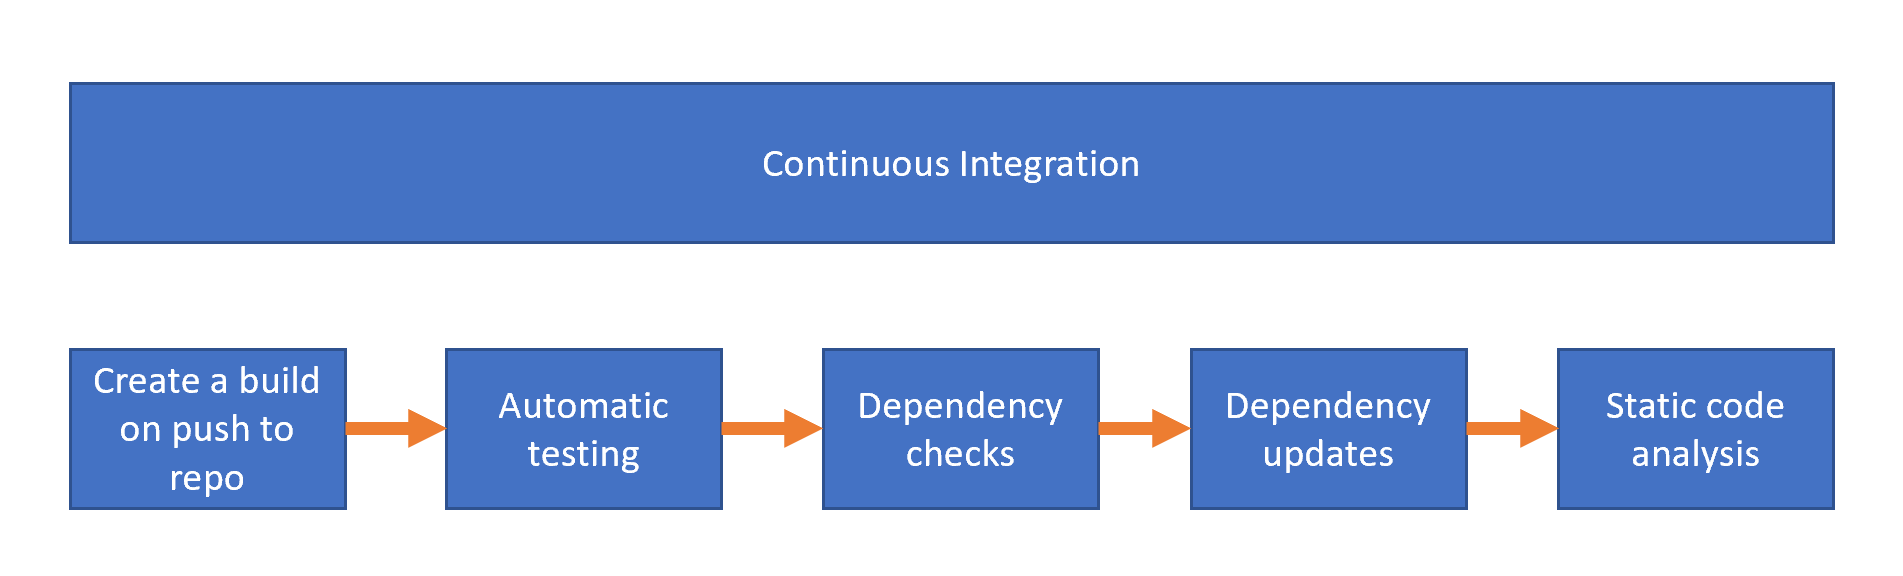 Continuous Integration
Create a build
on push to
repo
Automatic
testing
Dependency
checks
Dependency
updates
Static code
analysis